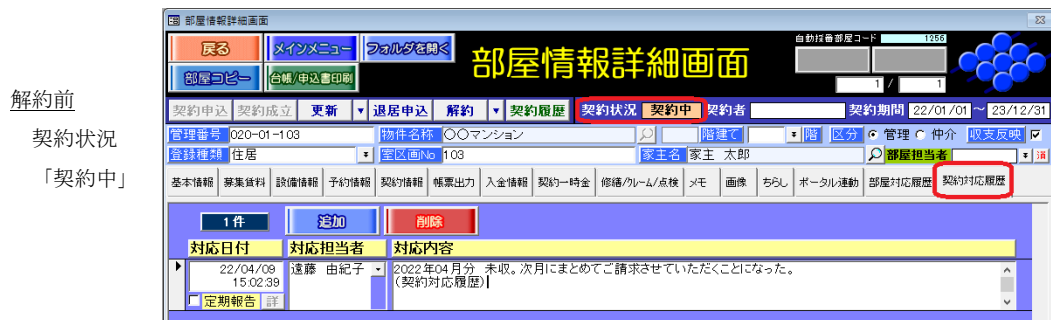 部屋情報詳細画面
戻る
メインメニュー
フォルダを開く
部屋コピー
台帳/申込書印刷
部屋情報詳細画面
自動採番部屋コード 1256
1 / 1
解約前
契約状況
「契約中」
契約申込 契約成立 更新 ▼ 退居申込 解約 ▼ 契約履歴 契約状況 契約中 契約者 契約期間 22/01/01 ～ 23/12/31
管理番号 020-01-103 物件名称 〇〇マンション 階建て 階 区分 管理 仲介 収支反映
登録種類 住居 室区画No 103 家主名 家主 太郎 部屋担当者 済
基本情報 募集賃料 設備情報 予約情報 契約情報 帳票出力 入金情報 契約一時金 修繕/クレーム/点検 メモ 画像 ちらし ポータル連動 部屋対応履歴 契約対応履歴
1件 追加 削除
対応日付 対応担当者 対応内容
22/04/09 遠藤 由紀子 2022年04月分 未収。次月にまとめてご請求させていただくことになった。
15:02:39 (契約対応履歴)
定期報告 詳